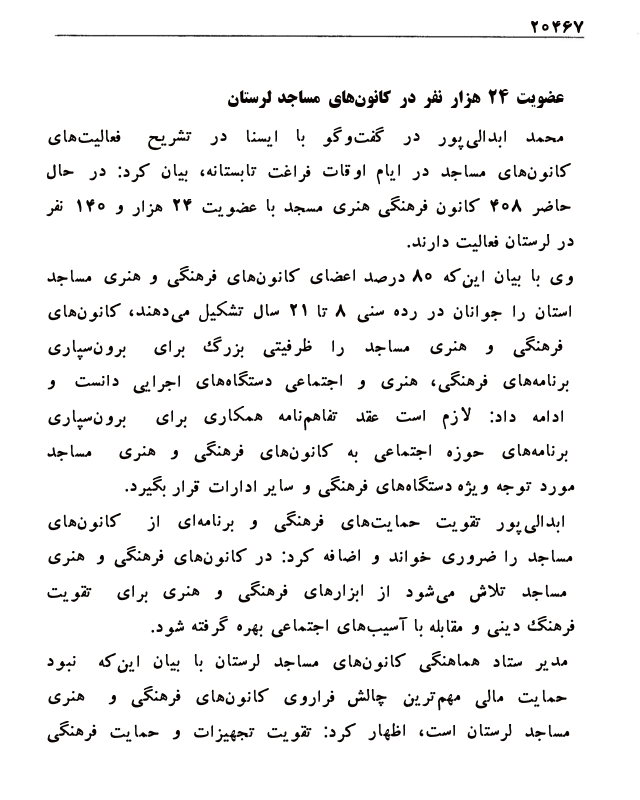 ۲۰۴۶۷
عضویت ۲۴ هزار نفر در کانون‌های مساجد لرستان
محمد ابدالی‌پور در گفت‌وگو با ایسنا در تشریح فعالیت‌های
کانون‌های مساجد در ایام اوقات فراغت تابستانه، بیان کرد: در حال
حاضر ۴۰۸ کانون فرهنگی هنری مسجد با عضویت ۲۴ هزار و ۱۴۰ نفر
در لرستان فعالیت دارند.
وی با بیان این‌که ۸۰ درصد اعضای کانون‌های فرهنگی و هنری مساجد
استان را جوانان در رده سنی ۸ تا ۲۱ سال تشکیل می‌دهند، کانون‌های
فرهنگی و هنری مساجد را ظرفیتی بزرگ برای برون‌سپاری
برنامه‌های فرهنگی، هنری و اجتماعی دستگاه‌های اجرایی دانست و
ادامه داد: لازم است عقد تفاهم‌نامه همکاری برای برون‌سپاری
برنامه‌های حوزه اجتماعی به کانون‌های فرهنگی و هنری مساجد
مورد توجه ویژه دستگاه‌های فرهنگی و سایر ادارات قرار بگیرد.
ابدالی‌پور تقویت حمایت‌های فرهنگی و برنامه‌ای از کانون‌های
مساجد را ضروری خواند و اضافه کرد: در کانون‌های فرهنگی و هنری
مساجد تلاش می‌شود از ابزارهای فرهنگی و هنری برای تقویت
فرهنگ دینی و مقابله با آسیب‌های اجتماعی بهره گرفته شود.
مدیر ستاد هماهنگی کانون‌های مساجد لرستان با بیان این‌که نبود
حمایت مالی مهم‌ترین چالش فراروی کانون‌های فرهنگی و هنری
مساجد لرستان است، اظهار کرد: تقویت تجهیزات و حمایت فرهنگی